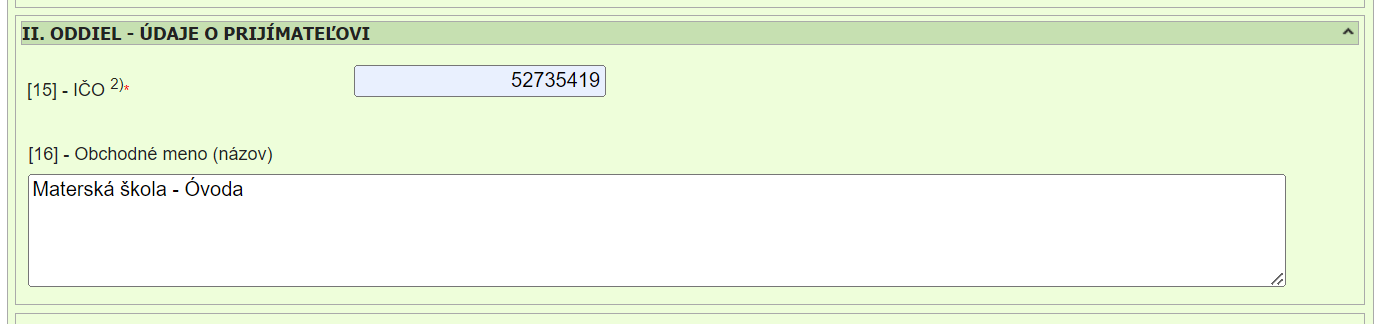 II. ODDIEL - ÚDAJE O PRIJÍMATEĽOVI
[15] - IČO 2)* 52735419
[16] - Obchodné meno (názov)
Materská škola - Óvoda